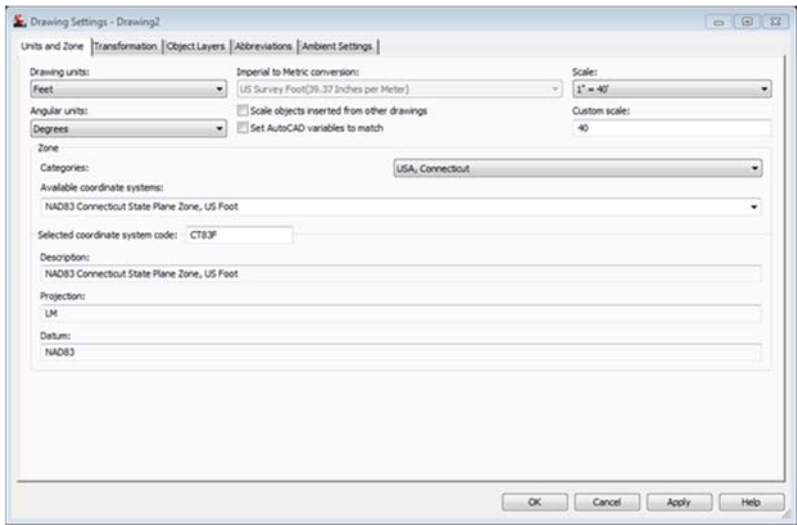 Drawing Settings - Drawing2
Units and Zone Transformation Object Layers Abbreviations Ambient Settings
Drawing units: Imperial to Metric conversion: Scale:
Feet US Survey Foot(39.37 Inches per Meter) 1" = 40'
Angular units: Scale objects inserted from other drawings Custom scale:
Degrees Set AutoCAD variables to match 40
Zone
Categories: USA, Connecticut
Available coordinate systems:
NAD83 Connecticut State Plane Zone, US Foot
Selected coordinate system code: CT83F
Description:
NAD83 Connecticut State Plane Zone, US Foot
Projection:
LM
Datum:
NAD83
OK Cancel Apply Help